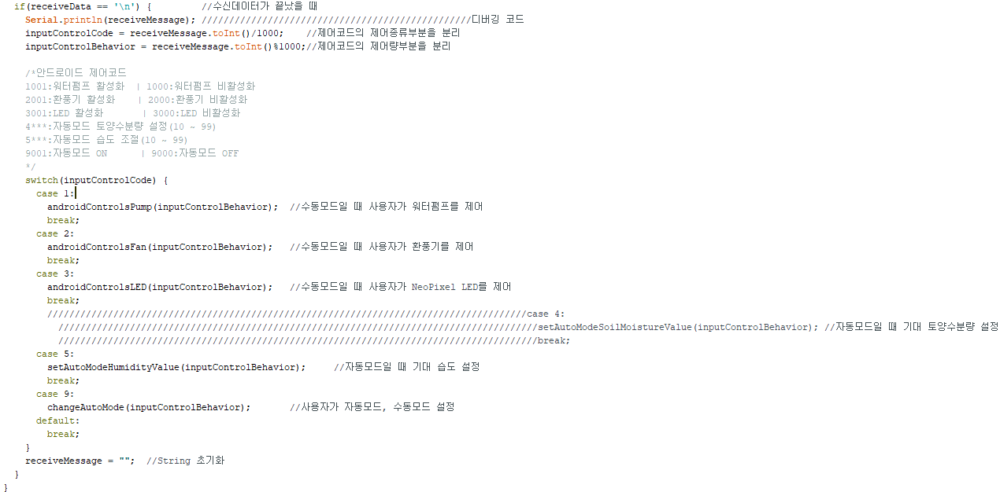 if(receiveData == '\n') {         //수신데이터가 끝났을 때
Serial.println(receiveMessage); /////////////////////////////////////////////////디버깅 코드
inputControlCode = receiveMessage.toInt()/1000;    //제어코드의 제어종류부분을 분리
inputControlBehavior = receiveMessage.toInt()%1000;//제어코드의 제어량부분을 분리
/*안드로이드 제어코드
1001:워터펌프 활성화  | 1000:워터펌프 비활성화
2001:환풍기 활성화    | 2000:환풍기 비활성화
3001:LED 활성화       | 3000:LED 비활성화
4***:자동모드 토양수분량 설정(10 ~ 99)
5***:자동모드 습도 조절(10 ~ 99)
9001:자동모드 ON      | 9000:자동모드 OFF
*/
switch(inputControlCode) {
case 1:
androidControlsPump(inputControlBehavior);  //수동모드일 때 사용자가 워터펌프를 제어
break;
case 2:
androidControlsFan(inputControlBehavior);   //수동모드일 때 사용자가 환풍기를 제어
break;
case 3:
androidControlsLED(inputControlBehavior);   //수동모드일 때 사용자가 NeoPixel LED를 제어
break;
///////////////////////////////////////////////////////////////////////////////////////case 4:
///////////////////////////////////////////////////////////////////////////////////////setAutoModeSoilMoistureValue(inputControlBehavior); //자동모드일 때 기대 토양수분량 설정
///////////////////////////////////////////////////////////////////////////////////////break;
case 5:
setAutoModeHumidityValue(inputControlBehavior);     //자동모드일 때 기대 습도 설정
break;
case 9:
changeAutoMode(inputControlBehavior);       //사용자가 자동모드, 수동모드 설정
default:
break;
}
receiveMessage = "";  //String 초기화
}
}